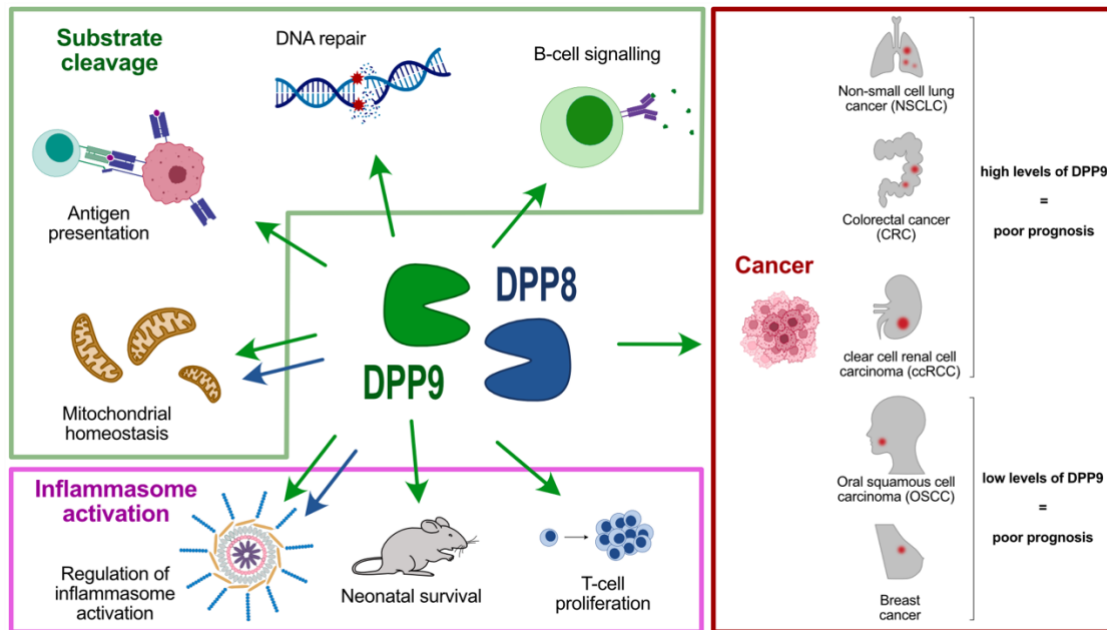 Substrate
cleavage
DNA repair
B-cell signalling
Antigen
presentation
Mitochondrial
homeostasis
DPP8
DPP9
Inflammasome
activation
Regulation of
inflammasome
activation
Neonatal survival
T-cell
proliferation
Cancer
Non-small cell lung
cancer (NSCLC)
Colorectal cancer
(CRC)
clear cell renal cell
carcinoma (ccRCC)
high levels of DPP9
=
poor prognosis
Oral squamous cell
carcinoma (OSCC)
Breast
cancer
low levels of DPP9
=
poor prognosis